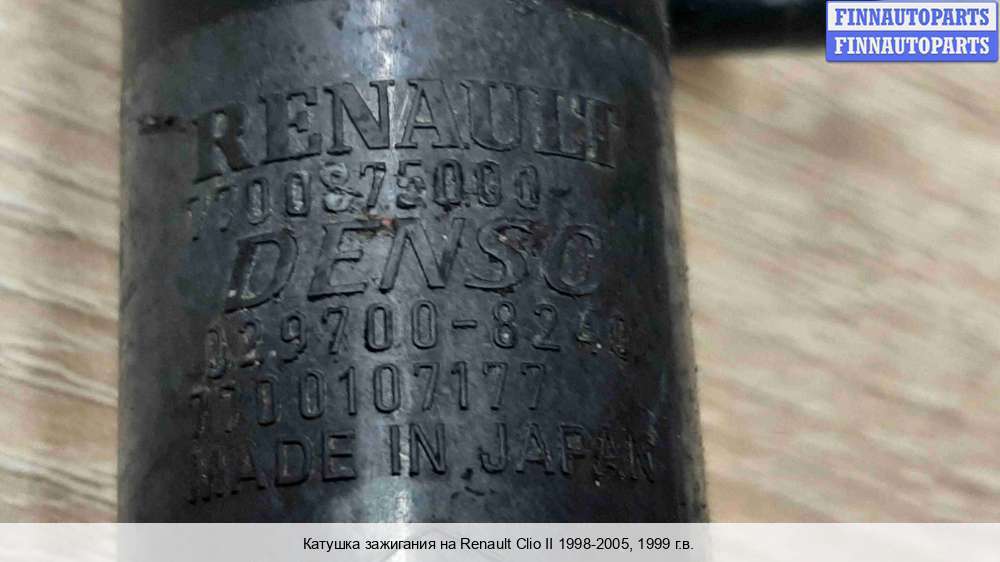 FINNAUTOPARTS
FINNAUTOPARTS
RENAULT
7700875000
DENSO
029700-8240
7700107177
MADE IN JAPAN
Катушка зажигания на Renault Clio II 1998-2005, 1999 г.в.